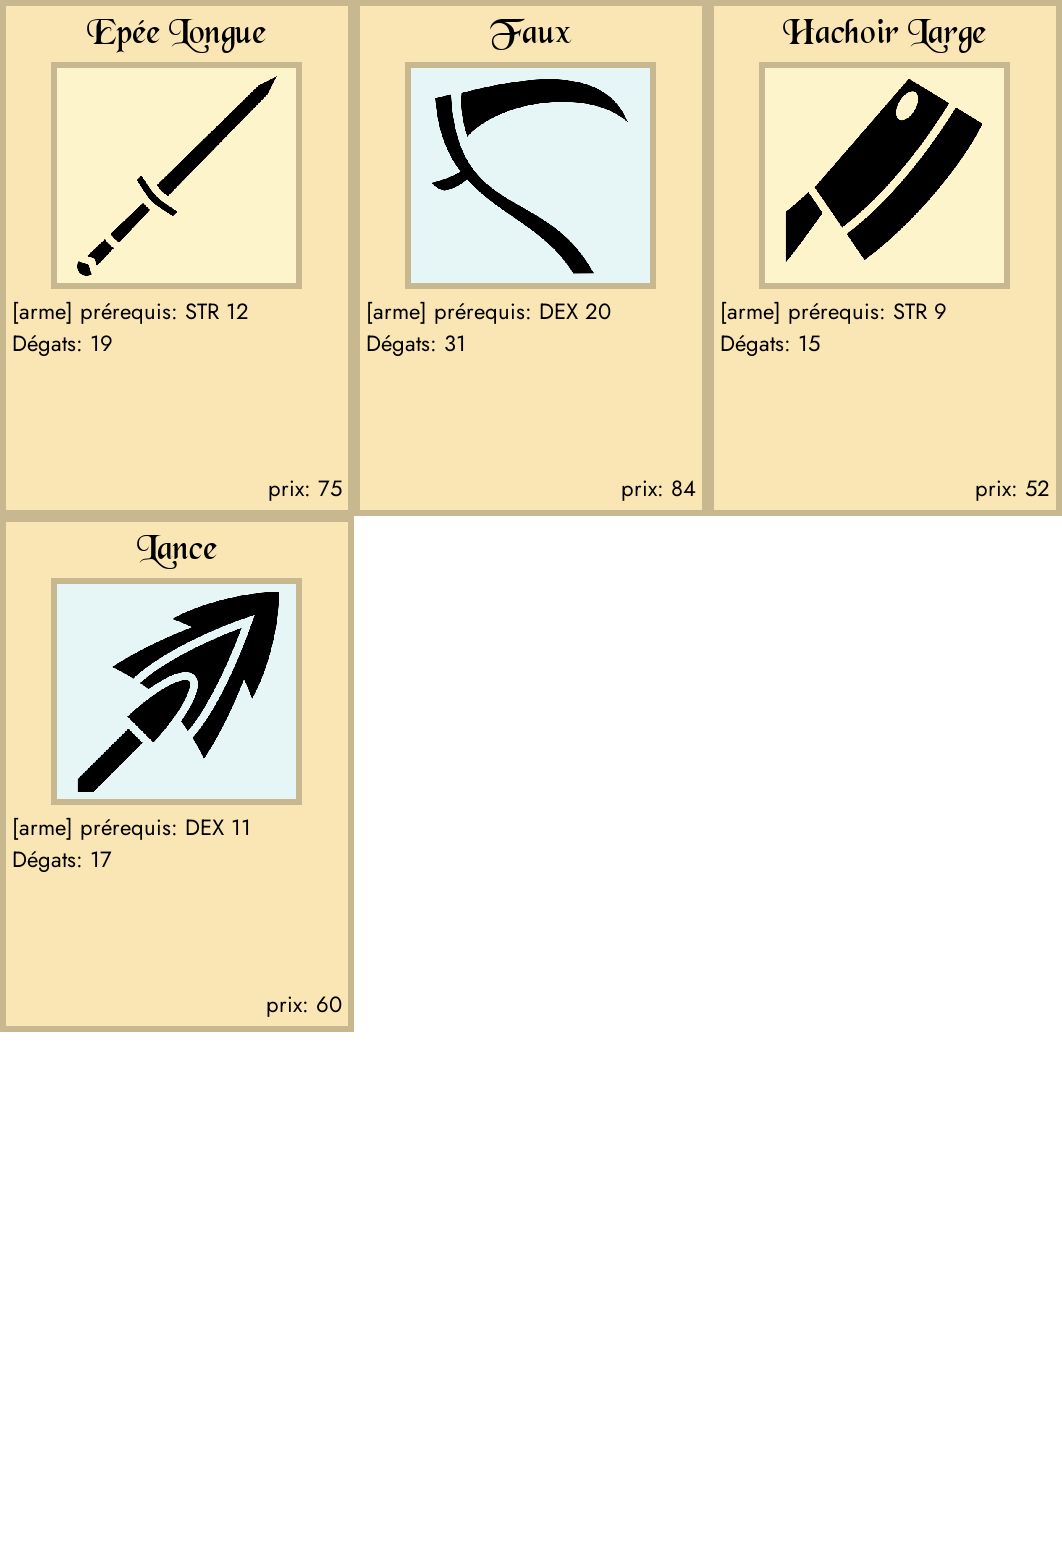 Epée Longue
[arme] prérequis: STR 12
Dégats: 19
prix: 75
Faux
[arme] prérequis: DEX 20
Dégats: 31
prix: 84
Hachoir Large
[arme] prérequis: STR 9
Dégats: 15
prix: 52
Lance
[arme] prérequis: DEX 11
Dégats: 17
prix: 60